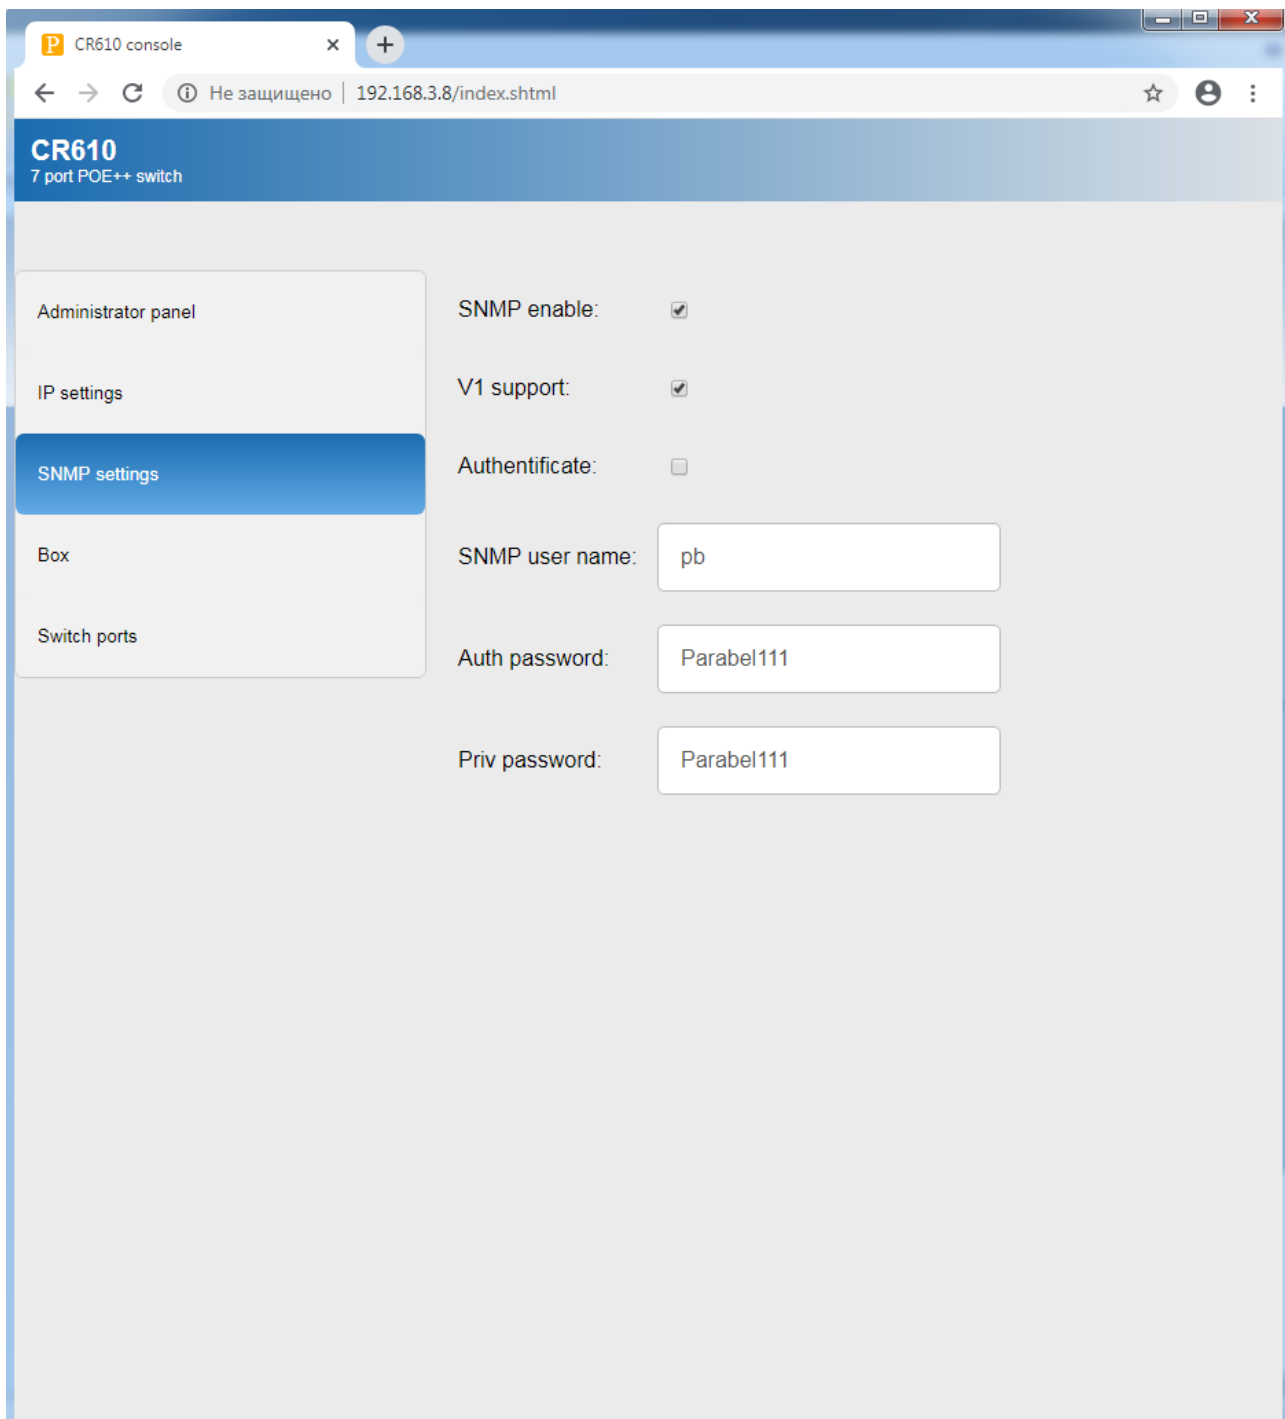 P CR610 console
Не защищено | 192.168.3.8/index.shtml
CR610
7 port POE++ switch
Administrator panel
IP settings
SNMP settings
Box
Switch ports
SNMP enable:
V1 support:
Authentificate:
SNMP user name: pb
Auth password: Parabel111
Priv password: Parabel111